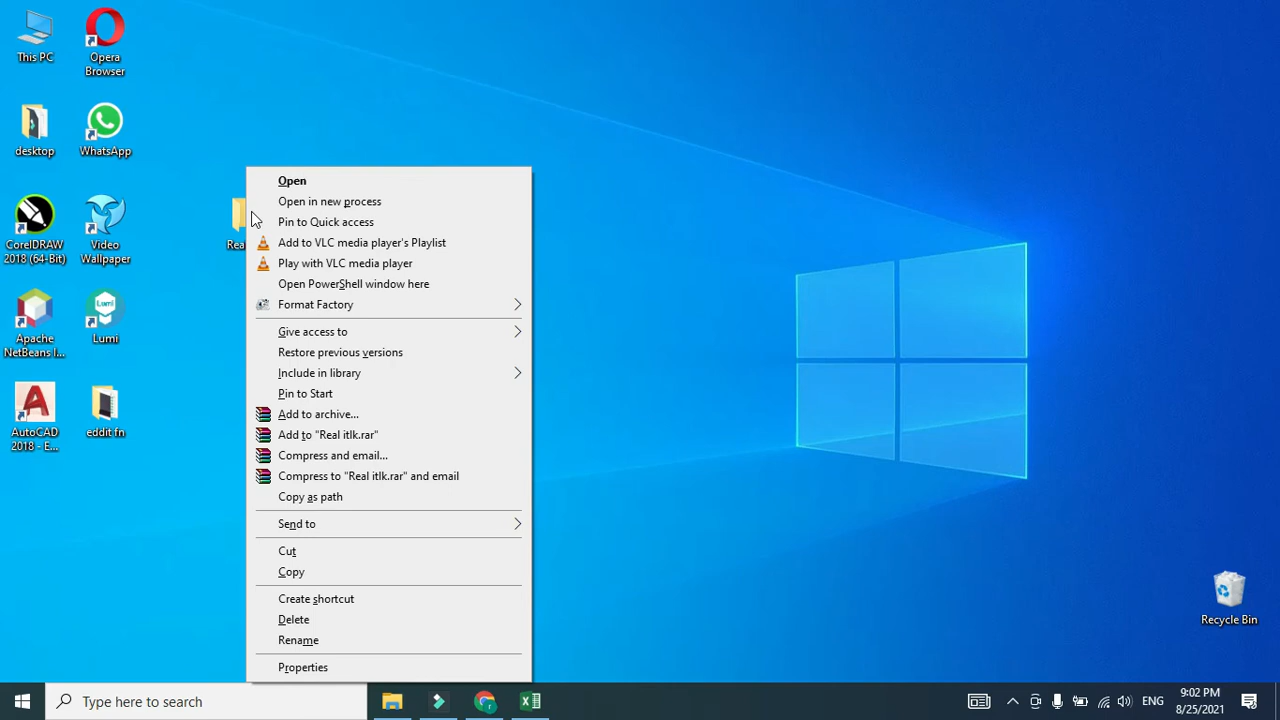 This PC
Opera
Browser
desktop
WhatsApp
CorelDRAW
2018 (64-Bit)
Video
Wallpaper
Apache
NetBeans I...
Lumi
AutoCAD
2018 - E...
eddit fn
Rea
Open
Open in new process
Pin to Quick access
Add to VLC media player's Playlist
Play with VLC media player
Open PowerShell window here
Format Factory
Give access to
Restore previous versions
Include in library
Pin to Start
Add to archive...
Add to "Real itlk.rar"
Compress and email...
Compress to "Real itlk.rar" and email
Copy as path
Send to
Cut
Copy
Create shortcut
Delete
Rename
Properties
Recycle Bin
Type here to search
ENG
9:02 PM
8/25/2021